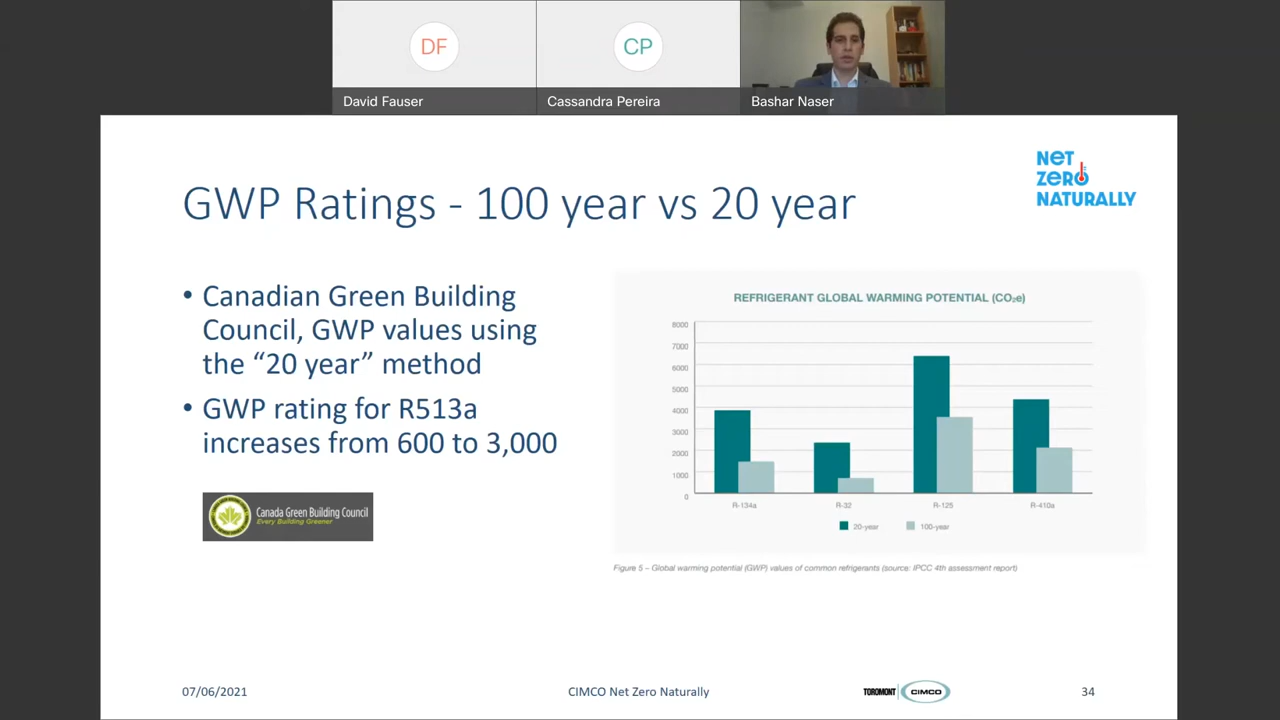 DF
CP
David Fauser
Cassandra Pereira
Bashar Naser
NET
ZERO
NATURALLY
GWP Ratings - 100 year vs 20 year
• Canadian Green Building
Council, GWP values using
the “20 year” method
• GWP rating for R513a
increases from 600 to 3,000
Canada Green Building Council
Every Building Greener
REFRIGERANT GLOBAL WARMING POTENTIAL (CO₂e)
8000
7000
6000
5000
4000
3000
2000
1000
0
R-134a R-32 R-125 R-410a
20-year 100-year
Figure 5 – Global warming potential (GWP) values of common refrigerants (source: IPCC 4th assessment report)
07/06/2021
CIMCO Net Zero Naturally
TOROMONT CIMCO
34